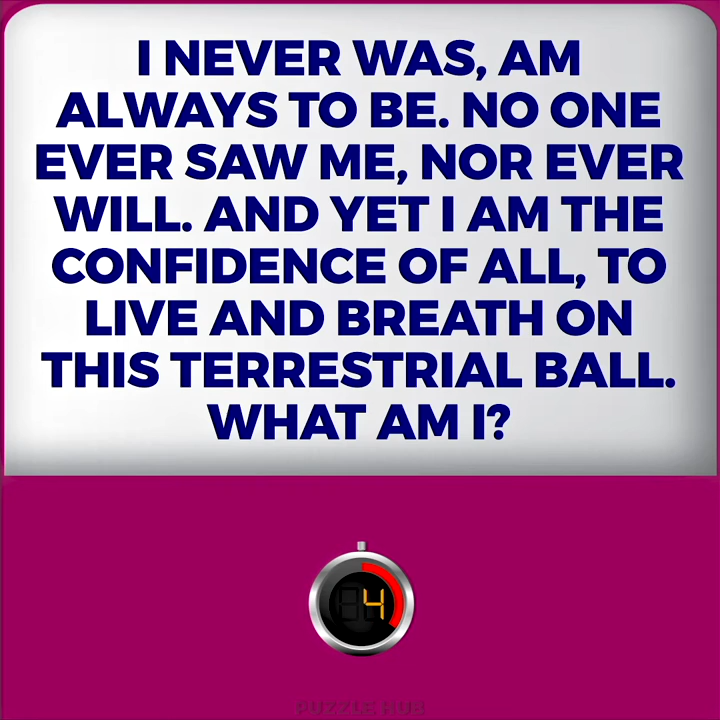 I NEVER WAS, AM
ALWAYS TO BE. NO ONE
EVER SAW ME, NOR EVER
WILL. AND YET I AM THE
CONFIDENCE OF ALL, TO
LIVE AND BREATH ON
THIS TERRESTRIAL BALL.
WHAT AM I?
4
PUZZLE HUB